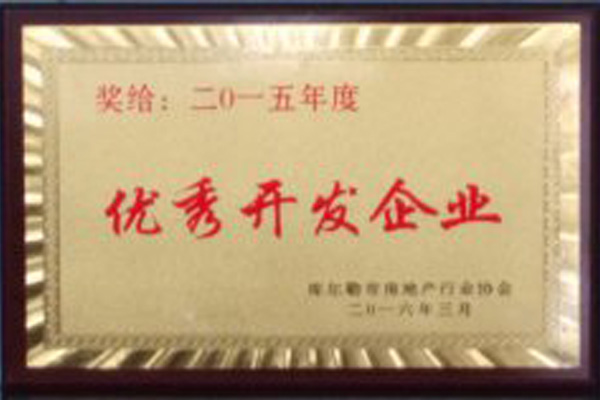 奖给：二0一五年度
优秀开发企业
库尔勒市房地产行业协会
二0一六年三月